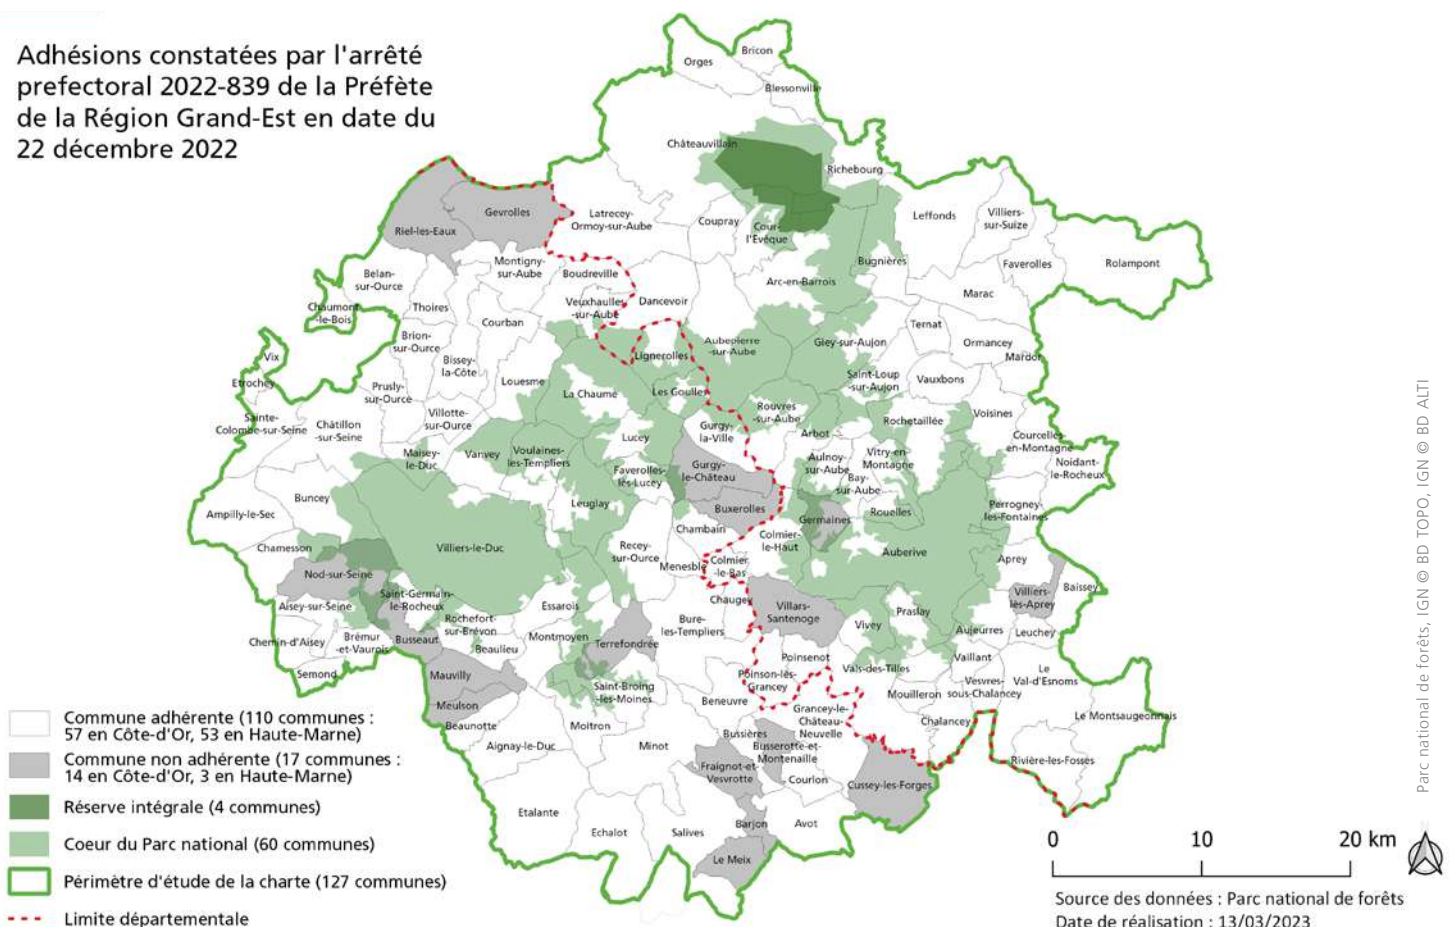 Adhésions constatées par l'arrêté
prefectoral 2022-839 de la Préfète
de la Région Grand-Est en date du
22 décembre 2022
Bricon
Orges
Blessonville
Châteauvillain
Richebourg
Gevrolles
Riel-les-Eaux
Latrecey-
Ormoy-sur-Aube
Coupray
Cour-
l'Evêque
Leffonds
Villiers-
sur-Suize
Montigny-
sur-Aube
Boudreville
Bugnières
Faverolles
Rolampont
Belan-
sur-Ource
Arc-en-Barrois
Marac
Chaumont
-le-Bois
Thoires
Veuxhaulles
-sur-Aube
Dancevoir
Courban
Ternat
Brion-
sur-Ource
Aubepierre
-sur-Aube
Giey-sur-Aujon
Ormancey
Mardor
Vix
Bissey-
la-Côte
Lignerolles
Etrochey
Prusly-
sur-Ource
Louesme
La Chaume
Les Goulles
Saint-Loup
-sur-Aujon
Vauxbons
Sainte-
Colombe-sur-Seine
Châtillon
-sur-Seine
Villotte-
sur-Ource
Rouvres
-sur-Aube
Rochetaillée
Voisines
Gurgy-
la-Ville
Lucey
Arbot
Courcelles-
en-Montagne
Maisey-
le-Duc
Vanvey
Voulaines-
les-Templiers
Aulnoy-
sur-Aube
Vitry-en-
Montagne
Noidant-
le-Rocheux
Faverolles-
lès-Lucey
Gurgy-
le-Château
Bay-
sur-Aube
Buncey
Leuglay
Buxerolles
Perrogney-
les-Fontaines
Ampilly-le-Sec
Germaines
Rouelles
Chambain
Colmier-
le-Haut
Chamesson
Villiers-le-Duc
Recey-
sur-Ource
Auberive
Aprey
Menesble
Colmier
-le-Bas
Nod-sur-Seine
Baissey
Villiers-
lès-Aprey
Saint-Germain-
le-Rocheux
Aisey-sur-Seine
Essarois
Chaugey
Villars-
Santenoge
Praslay
Rochefort-
sur-Brévon
Bure-
les-Templiers
Vivey
Aujeurres
Leuchey
Chemin-d'Aisey
Brémur
-et-Vaurois
Busseaut
Beaulieu
Montmoyen
Terrefondrée
Poinsenot
Vaillant
Semond
Mauvilly
Vals-des-Tilles
Le
Val-d'Esnoms
Saint-Broing
-les-Moines
Poinson-lès-
Grancey
Vesvres-
sous-Chalancey
Meulson
Beneuvre
Mouilleron
Grancey-le-
Château-
Neuvelle
Chalancey
Le Montsaugeonnais
Beaunotte
Moitron
Bussières
Aignay-le-Duc
Minot
Busserotte-et-
Montenaille
Rivière-les-Fosses
Fraignot-et-
Vesvrotte
Courlon
Cussey-les-Forges
Etalante
Echalot
Salives
Barjon
Avot
Le Meix
Commune adhérente (110 communes :
57 en Côte-d'Or, 53 en Haute-Marne)
Commune non adhérente (17 communes :
14 en Côte-d'Or, 3 en Haute-Marne)
Réserve intégrale (4 communes)
Coeur du Parc national (60 communes)
Périmètre d'étude de la charte (127 communes)
Limite départementale
0 10 20 km
Source des données : Parc national de forêts
Date de réalisation : 13/03/2023
Parc national de forêts, IGN © BD TOPO, IGN © BD ALTI